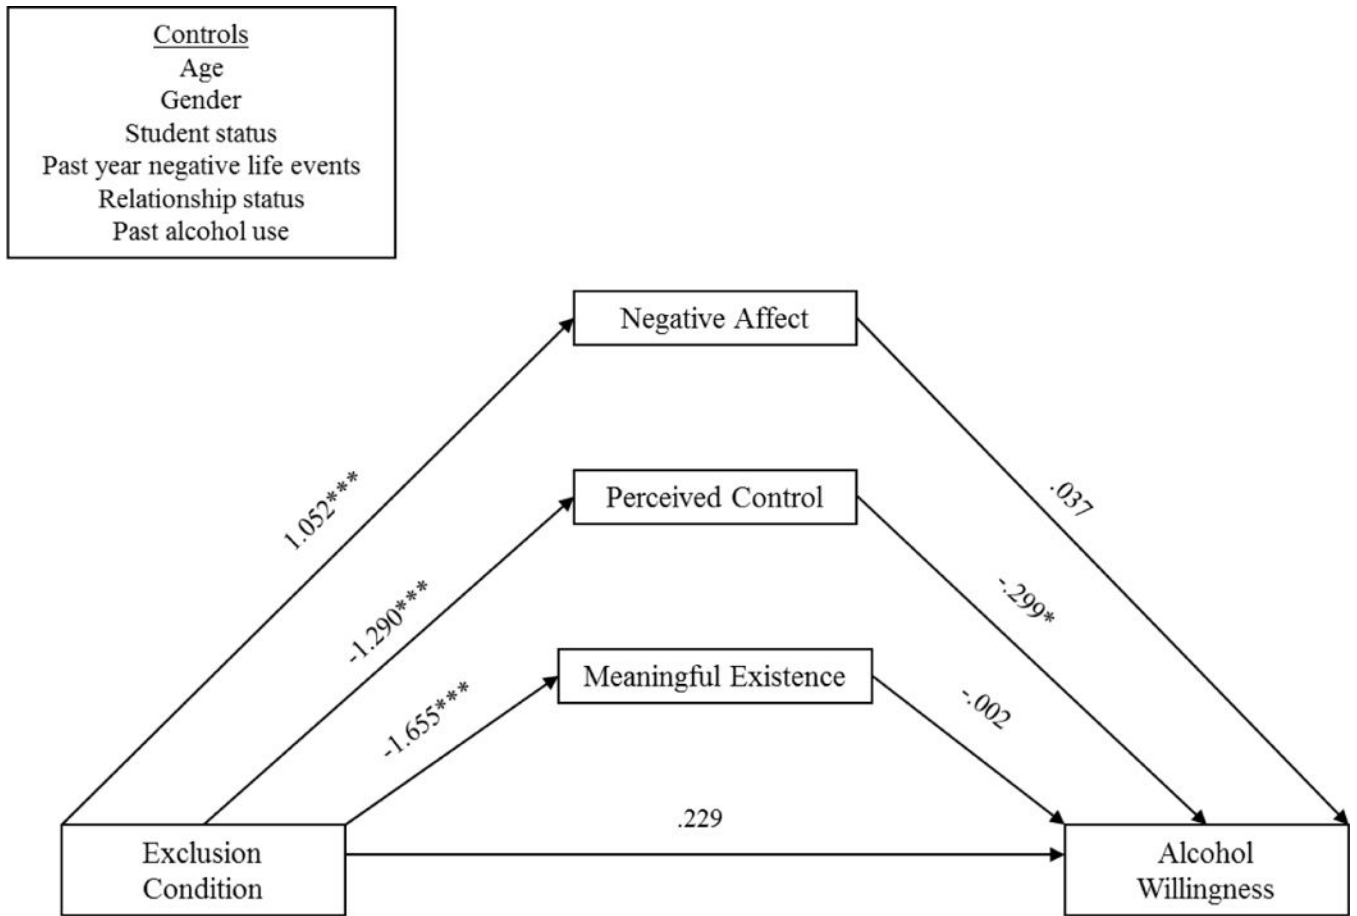 Controls
Age
Gender
Student status
Past year negative life events
Relationship status
Past alcohol use
Negative Affect
1.052***
.037
Perceived Control
-1.290***
-.299*
Meaningful Existence
-1.655***
-.002
.229
Exclusion
Condition
Alcohol
Willingness